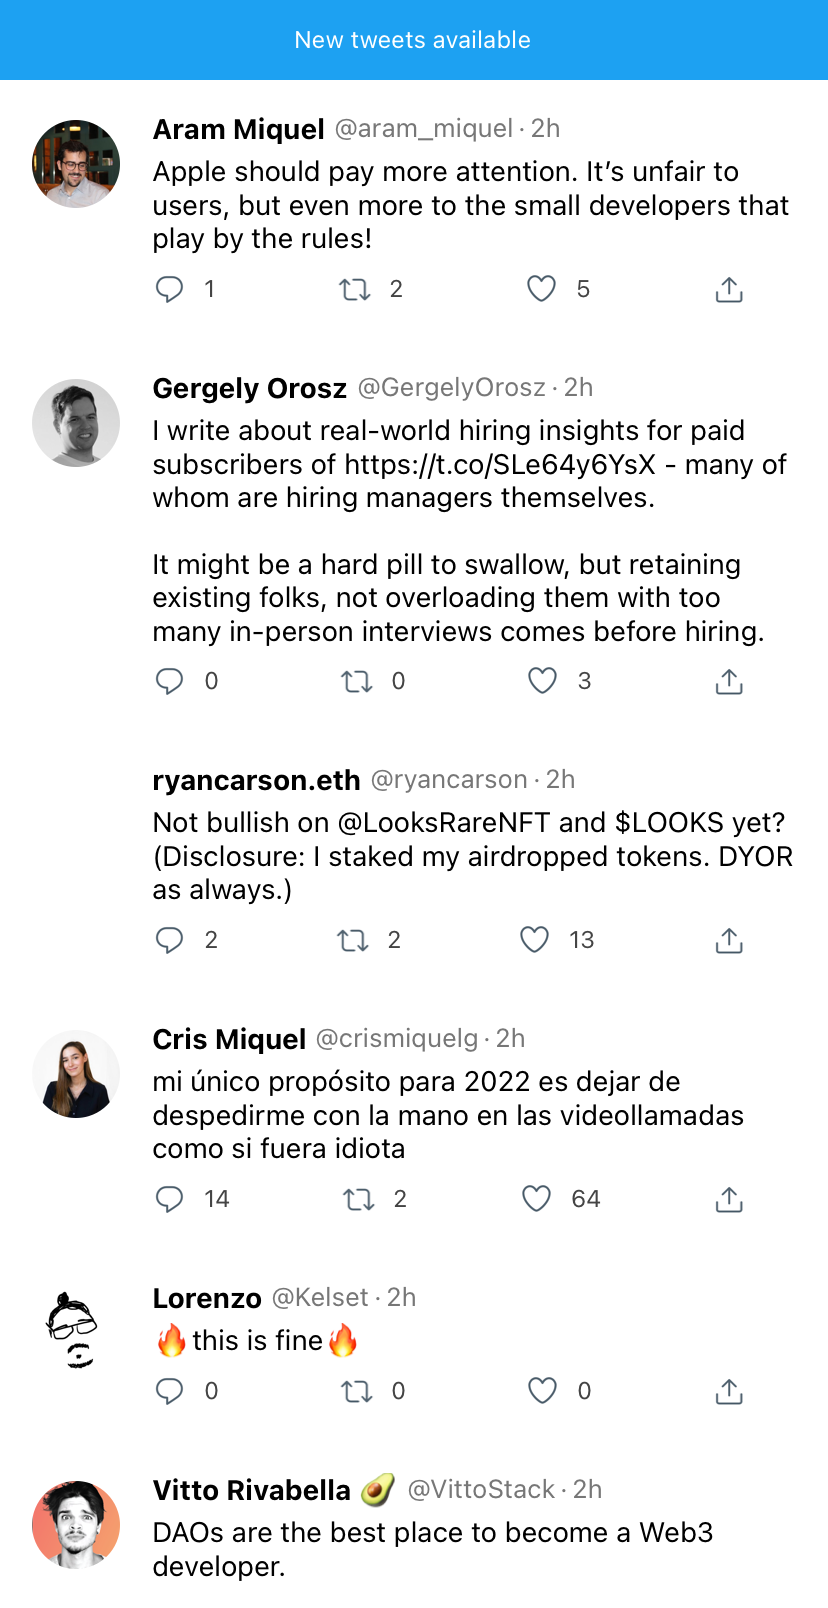 New tweets available
Aram Miquel @aram_miquel · 2h
Apple should pay more attention. It’s unfair to
users, but even more to the small developers that
play by the rules!
1 2 5
Gergely Orosz @GergelyOrosz · 2h
I write about real-world hiring insights for paid
subscribers of https://t.co/SLe64y6YsX - many of
whom are hiring managers themselves.
It might be a hard pill to swallow, but retaining
existing folks, not overloading them with too
many in-person interviews comes before hiring.
0 0 3
ryancarson.eth @ryancarson · 2h
Not bullish on @LooksRareNFT and $LOOKS yet?
(Disclosure: I staked my airdropped tokens. DYOR
as always.)
2 2 13
Cris Miquel @crismiquelg · 2h
mi único propósito para 2022 es dejar de
despedirme con la mano en las videollamadas
como si fuera idiota
14 2 64
Lorenzo @Kelset · 2h
🔥this is fine🔥
0 0 0
Vitto Rivabella 🥑 @VittoStack · 2h
DAOs are the best place to become a Web3
developer.